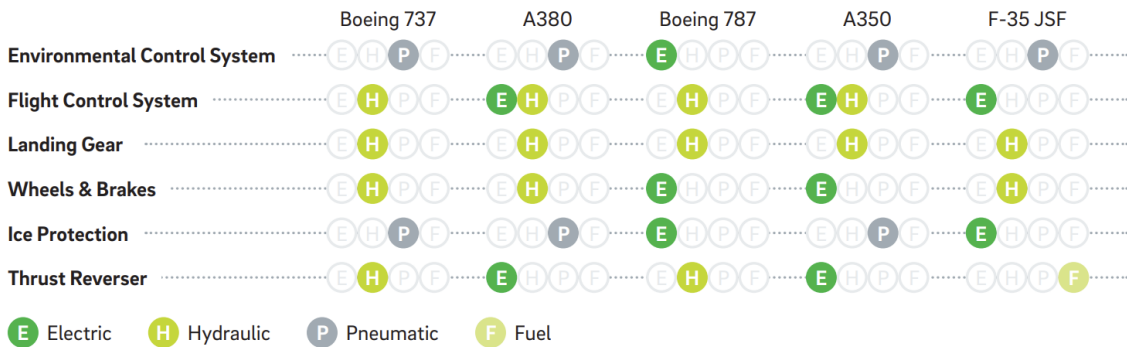 Boeing 737 A380 Boeing 787 A350 F-35 JSF
Environmental Control System E H P F E H P F E H P F E H P F E H P F
Flight Control System E H P F E H P F E H P F E H P F E H P F
Landing Gear E H P F E H P F E H P F E H P F E H P F
Wheels & Brakes E H P F E H P F E H P F E H P F E H P F
Ice Protection E H P F E H P F E H P F E H P F E H P F
Thrust Reverser E H P F E H P F E H P F E H P F E H P F
E Electric H Hydraulic P Pneumatic F Fuel